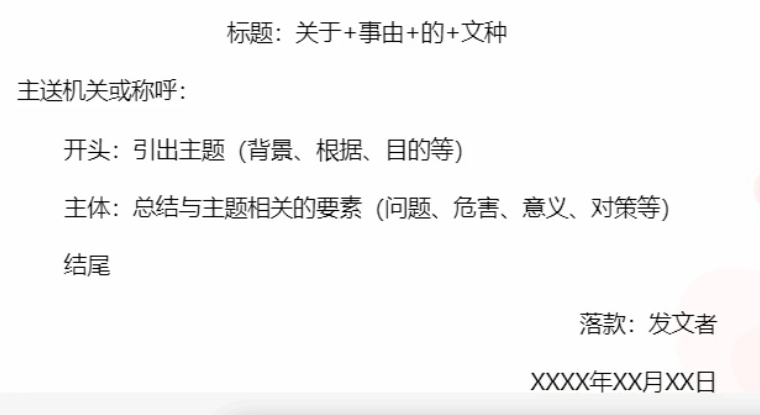 标题：关于+事由+的+文种
主送机关或称呼：
开头：引出主题（背景、根据、目的等）
主体：总结与主题相关的要素（问题、危害、意义、对策等）
结尾
落款：发文者
XXXX年XX月XX日